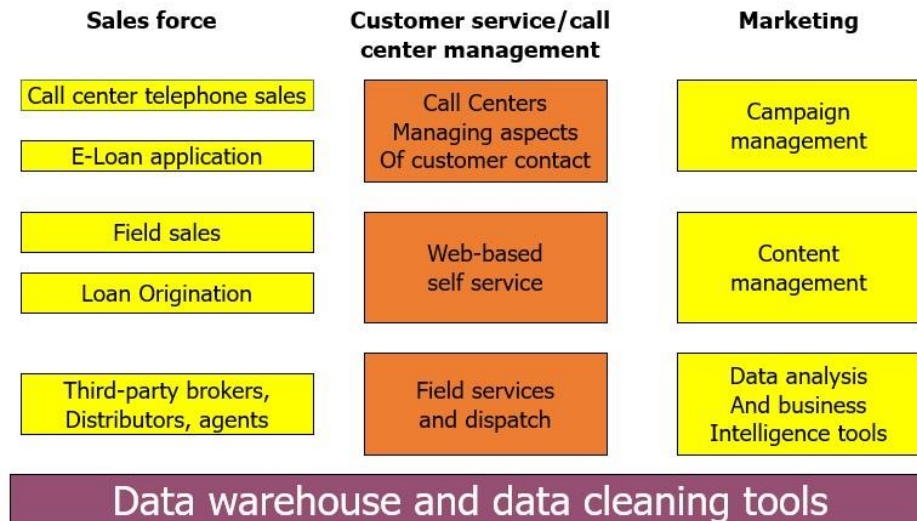 Sales force
Customer service/call
center management
Marketing
Call center telephone sales
E-Loan application
Field sales
Loan Origination
Third-party brokers,
Distributors, agents
Call Centers
Managing aspects
Of customer contact
Web-based
self service
Field services
and dispatch
Campaign
management
Content
management
Data analysis
And business
Intelligence tools
Data warehouse and data cleaning tools